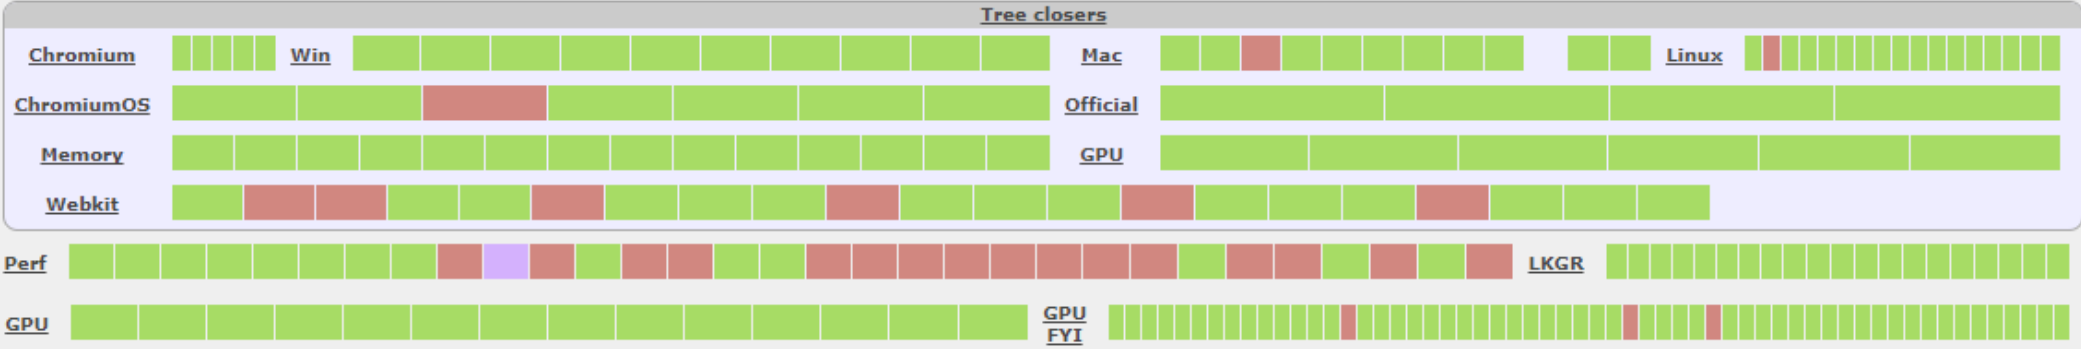 Tree closers
Chromium Win Mac Linux
ChromiumOS Official
Memory GPU
Webkit
Perf LKGR
GPU GPU
FYI